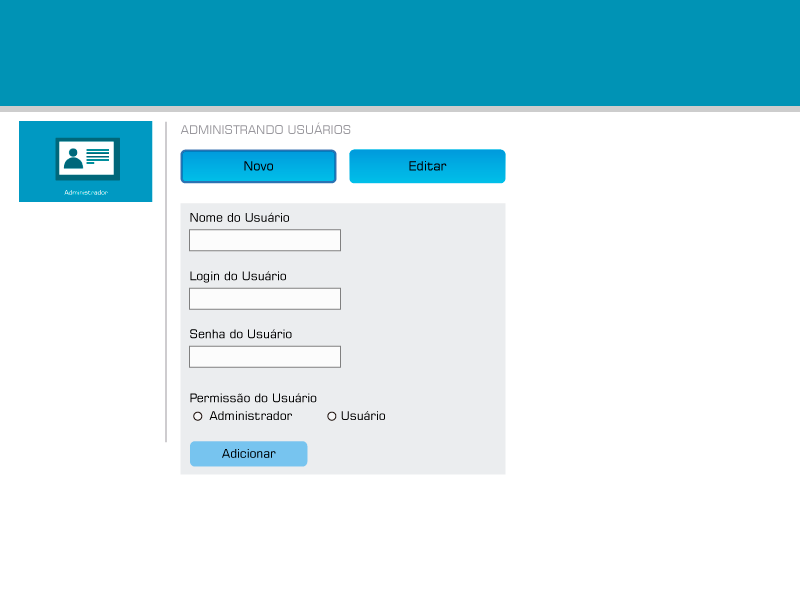 ADMINISTRANDO USUÁRIOS
Novo
Editar
Administrador
Nome do Usuário
Login do Usuário
Senha do Usuário
Permissão do Usuário
Administrador
Usuário
Adicionar